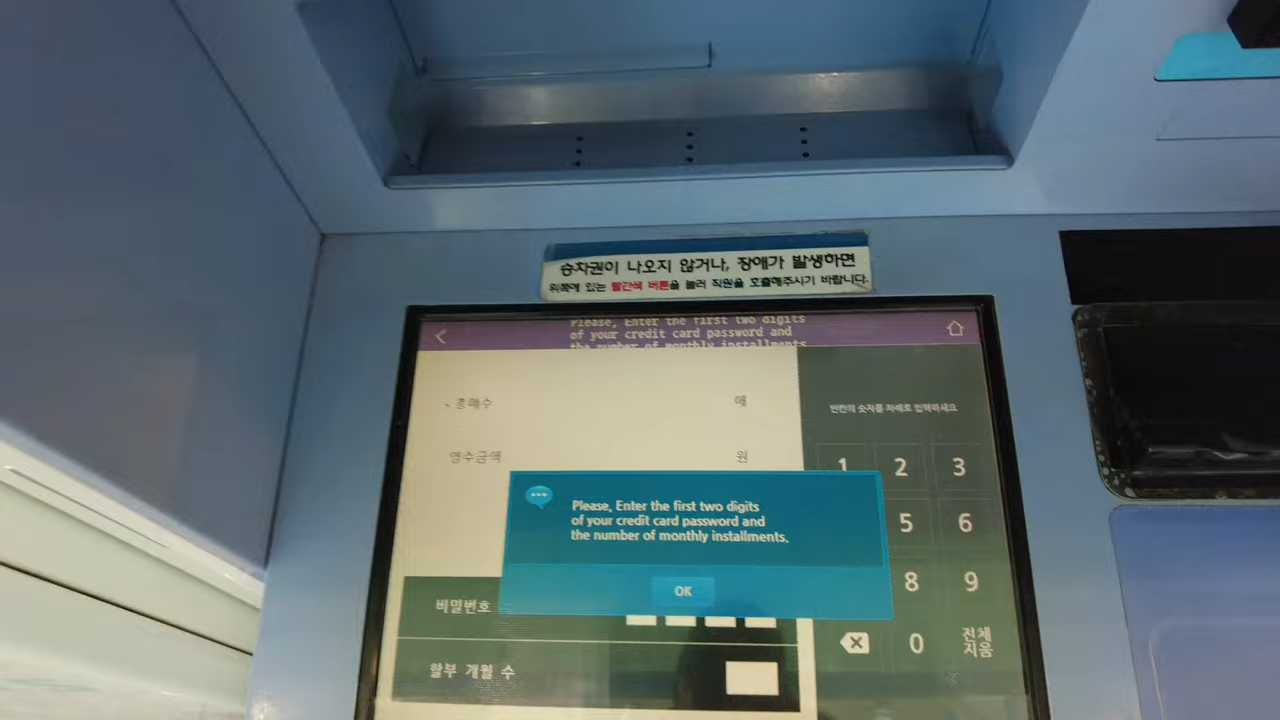 승차권이 나오지 않거나, 장애가 발생하면
위쪽에 있는 빨간색 버튼을 눌러 직원을 호출해주시기 바랍니다.
Please, Enter the first two digits
of your credit card password and
the number of monthly installments
총매수 매
영수금액 원
빈칸의 숫자를 차례로 입력하세요
1 2 3
Please, Enter the first two digits
of your credit card password and
the number of monthly installments.
5 6
OK
8 9
비밀번호
0 전체
지움
할부 개월 수